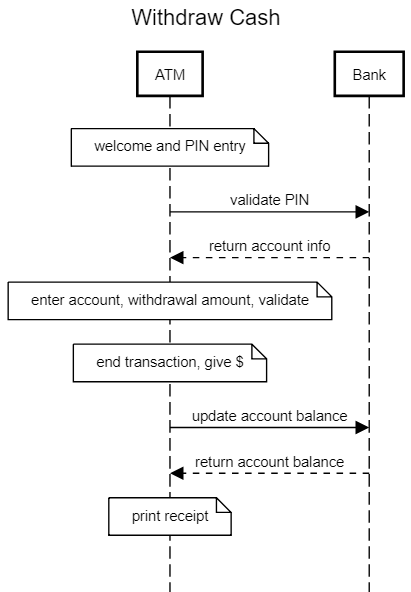 Withdraw Cash
ATM
Bank
welcome and PIN entry
validate PIN
return account info
enter account, withdrawal amount, validate
end transaction, give $
update account balance
return account balance
print receipt